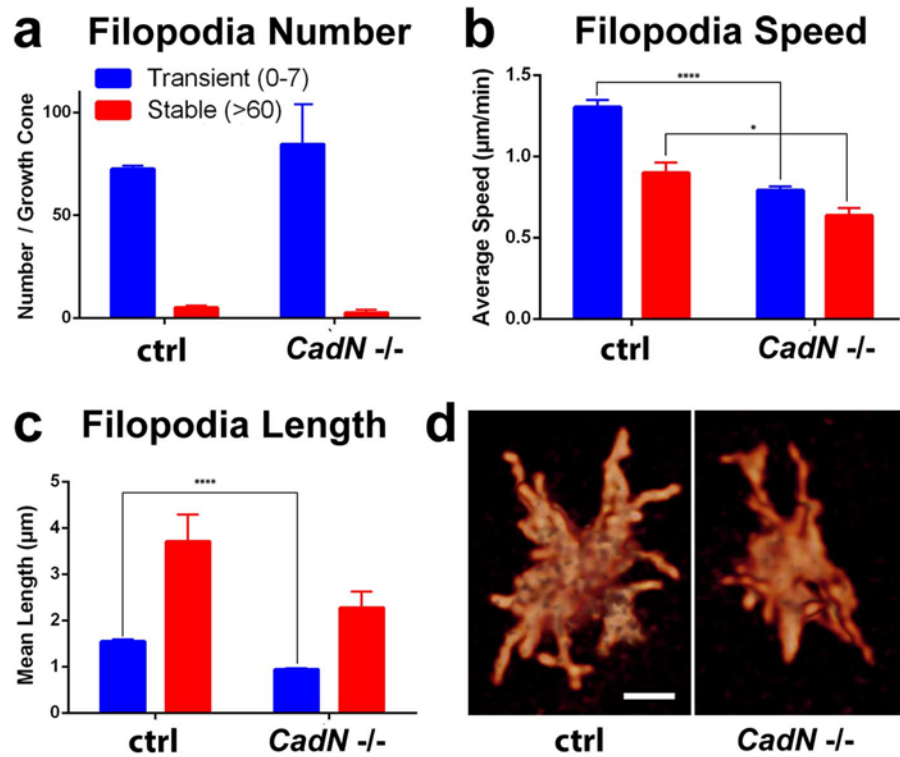 a Filopodia Number
Transient (0-7)
Stable (>60)
Number / Growth Cone
100
50
0
ctrl CadN -/-
b Filopodia Speed
Average Speed (µm/min)
1.5
1.0
0.5
0.0
****
*
ctrl CadN -/-
c Filopodia Length
Mean Length (µm)
5
4
3
2
1
0
****
ctrl CadN -/-
d
ctrl CadN -/-